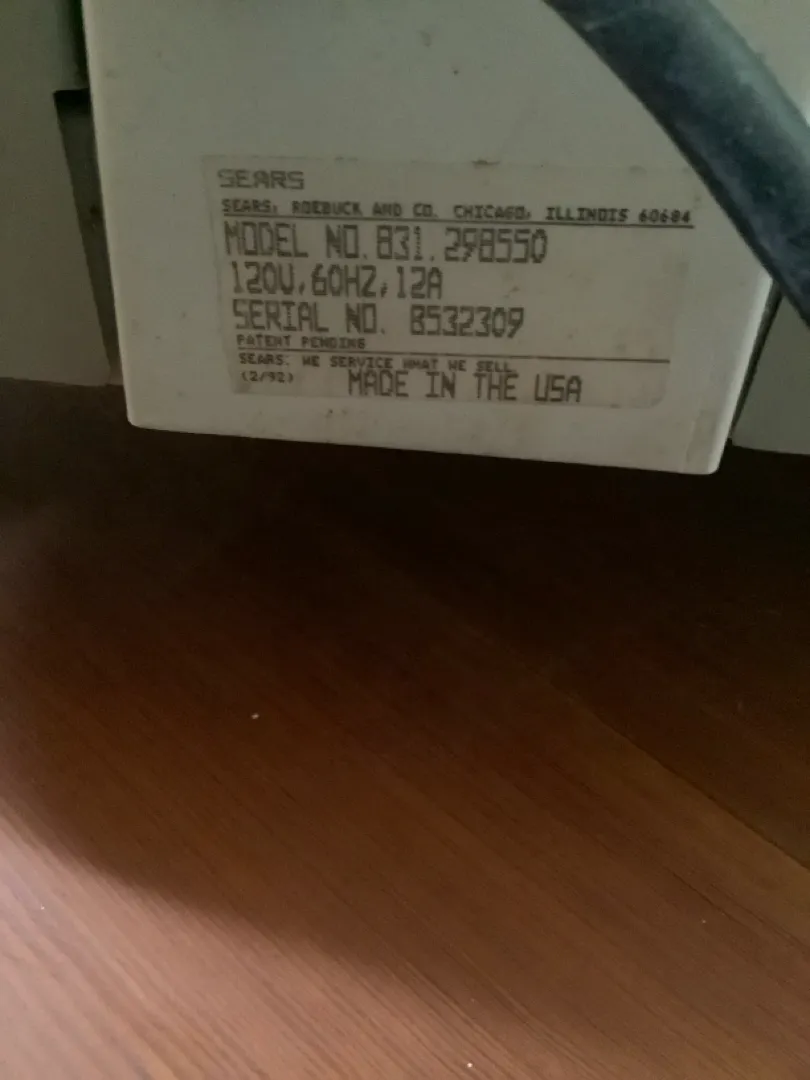 SEARS
SEARS, ROEBUCK AND CO. CHICAGO, ILLINOIS 60684
MODEL NO. 831.298550
120V, 60HZ, 12A
SERIAL NO. 8532309
PATENT PENDING
SEARS: WE SERVICE WHAT WE SELL
(2/92) MADE IN THE USA